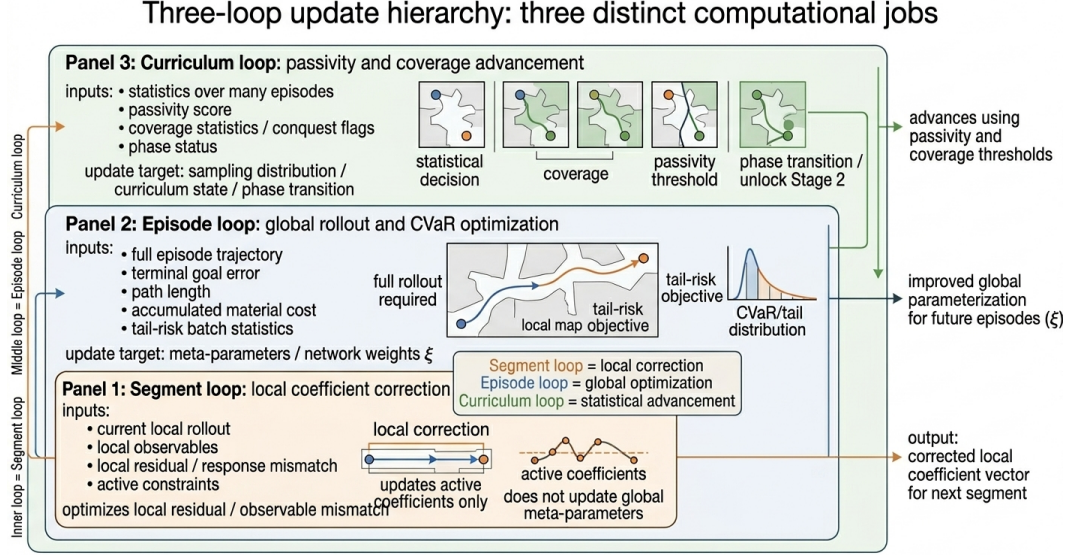 Three-loop update hierarchy: three distinct computational jobs
Panel 3: Curriculum loop: passivity and coverage advancement
inputs:
• statistics over many episodes
• passivity score
• coverage statistics / conquest flags
• phase status
update target: sampling distribution /
curriculum state / phase transition
statistical
decision
coverage
passivity
threshold
phase transition /
unlock Stage 2
advances using
passivity and
coverage thresholds
Panel 2: Episode loop: global rollout and CVaR optimization
inputs:
• full episode trajectory
• terminal goal error
• path length
• accumulated material cost
• tail-risk batch statistics
update target: meta-parameters / network weights ξ
full rollout
required
tail-risk
local map objective
tail-risk
objective
CVaR/tail
distribution
improved global
parameterization
for future episodes (ξ)
Segment loop = local correction
Episode loop = global optimization
Curriculum loop = statistical advancement
Panel 1: Segment loop: local coefficient correction
inputs:
• current local rollout
• local observables
• local residual / response mismatch
• active constraints
optimizes local residual / observable mismatch
local correction
updates active
coefficients only
active coefficients
does not update global
meta-parameters
output:
corrected local
coefficient vector
for next segment
Curriculum loop
Middle loop = Episode loop
Inner loop = Segment loop